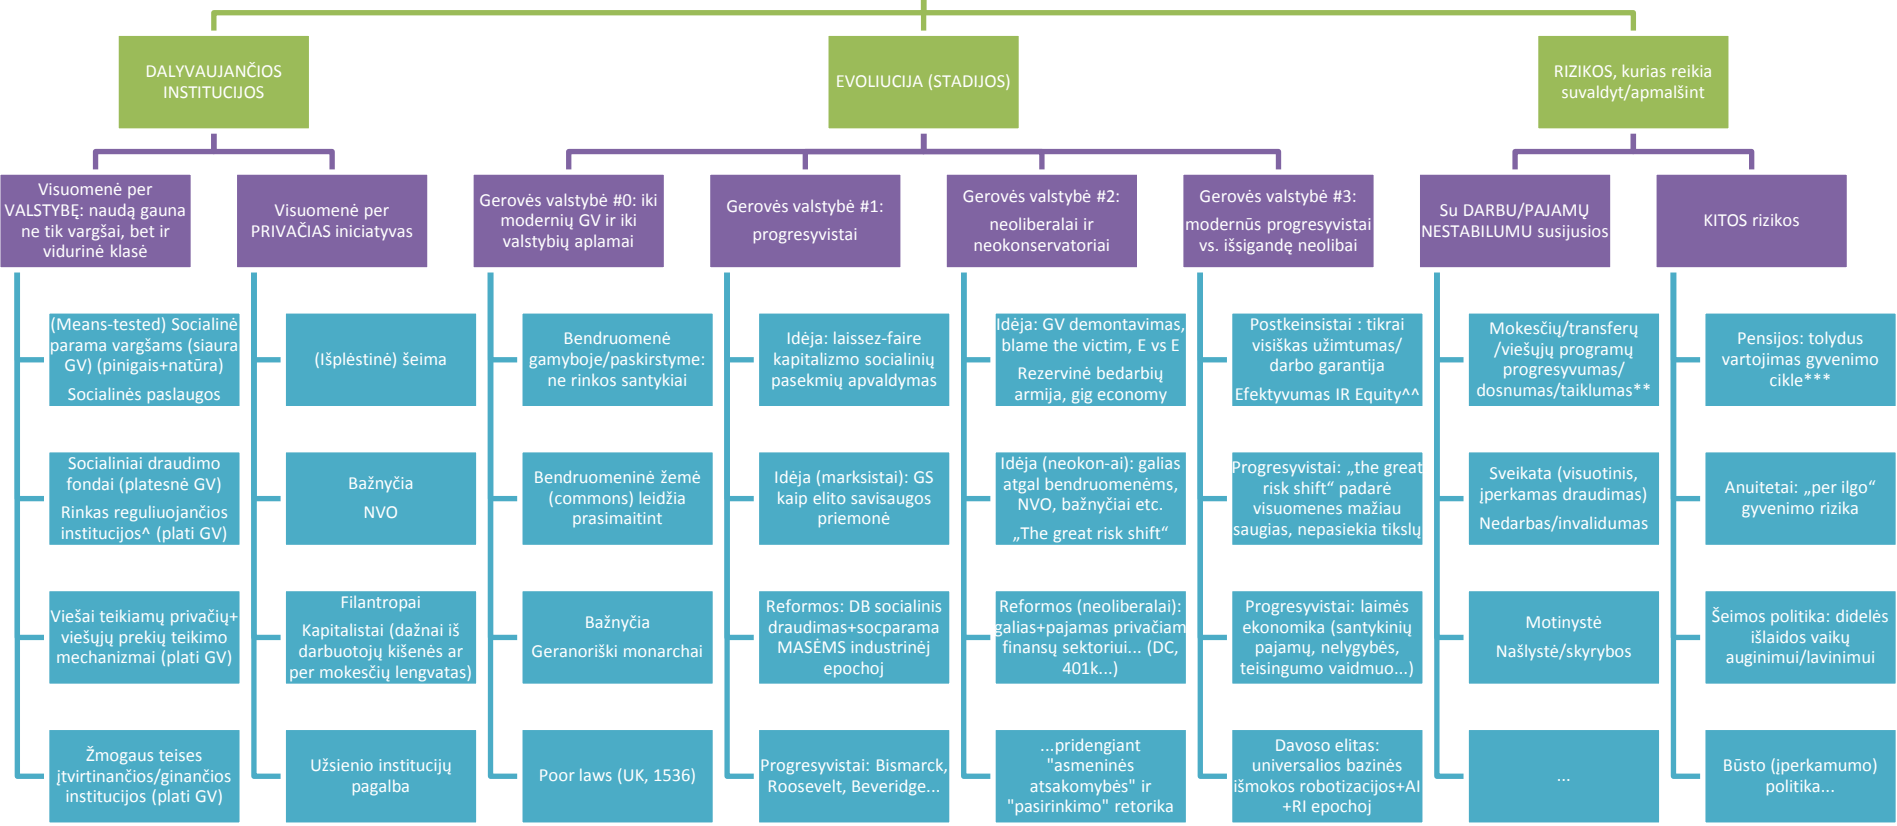 DALYVAUJANČIOS
INSTITUCIJOS
EVOLIUCIJA (STADIJOS)
RIZIKOS, kurias reikia
suvaldyt/apmalšint
Visuomenė per
VALSTYBĘ: naudą gauna
ne tik vargšai, bet ir
vidurinė klasė
Visuomenė per
PRIVAČIAS iniciatyvas
Gerovės valstybė #0: iki
modernių GV ir iki
valstybių aplamai
Gerovės valstybė #1:
progresyvistai
Gerovės valstybė #2:
neoliberalai ir
neokonservatoriai
Gerovės valstybė #3:
modernūs progresyvistai
vs. išsigandę neolibai
Su DARBU/PAJAMŲ
NESTABILUMU susijusios
KITOS rizikos
(Means-tested) Socialinė
parama vargšams (siaura
GV) (pinigais+natūra)
Socialinės paslaugos
(Išplėstinė) šeima
Bendruomenė
gamyboje/paskirstyme:
ne rinkos santykiai
Idėja: laissez-faire
kapitalizmo socialinių
pasekmių apvaldymas
Idėja: GV demontavimas,
blame the victim, E vs E
Rezervinė bedarbių
armija, gig economy
Postkeinsistai : tikrai
visiškas užimtumas/
darbo garantija
Efektyvumas IR Equity^^
Mokesčių/transferų
/viešųjų programų
progresyvumas/
dosnumas/taiklumas**
Pensijos: tolydus
vartojimas gyvenimo
cikle***
Socialiniai draudimo
fondai (platesnė GV)
Rinkas reguliuojančios
institucijos^ (plati GV)
Bažnyčia
NVO
Bendruomeninė žemė
(commons) leidžia
prasimaitint
Idėja (marksistai): GS
kaip elito savisaugos
priemonė
Idėja (neokon-ai): galias
atgal bendruomenėms,
NVO, bažnyčiai etc.
„The great risk shift“
Progresyvistai: „the great
risk shift“ padarė
visuomenes mažiau
saugias, nepasiekia tikslų
Sveikata (visuotinis,
įperkamas draudimas)
Nedarbas/invalidumas
Anuitetai: „per ilgo“
gyvenimo rizika
Viešai teikiamų privačių+
viešųjų prekių teikimo
mechanizmai (plati GV)
Filantropai
Kapitalistai (dažnai iš
darbuotojų kišenės ar
per mokesčių lengvatas)
Bažnyčia
Geranoriški monarchai
Reformos: DB socialinis
draudimas+socparama
MASĖMS industrinėj
epochoj
Reformos (neoliberalai):
galias+pajamas privačiam
finansų sektoriui... (DC,
401k...)
Progresyvistai: laimės
ekonomika (santykinių
pajamų, nelygybės,
teisingumo vaidmuo...)
Motinystė
Našlystė/skyrybos
Šeimos politika: didelės
išlaidos vaikų
auginimui/lavinimui
Žmogaus teises
įtvirtinančios/ginančios
institucijos (plati GV)
Užsienio institucijų
pagalba
Poor laws (UK, 1536)
Progresyvistai: Bismarck,
Roosevelt, Beveridge...
...pridengiant
"asmeninės
atsakomybės" ir
"pasirinkimo" retorika
Davoso elitas:
universalios bazinės
išmokos robotizacijos+AI
+RI epochoj
...
Būsto (įperkamumo)
politika...